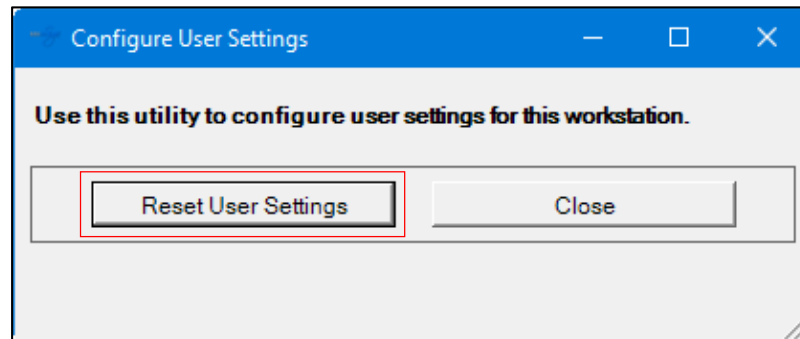 Configure User Settings
Use this utility to configure user settings for this workstation.
Reset User Settings
Close